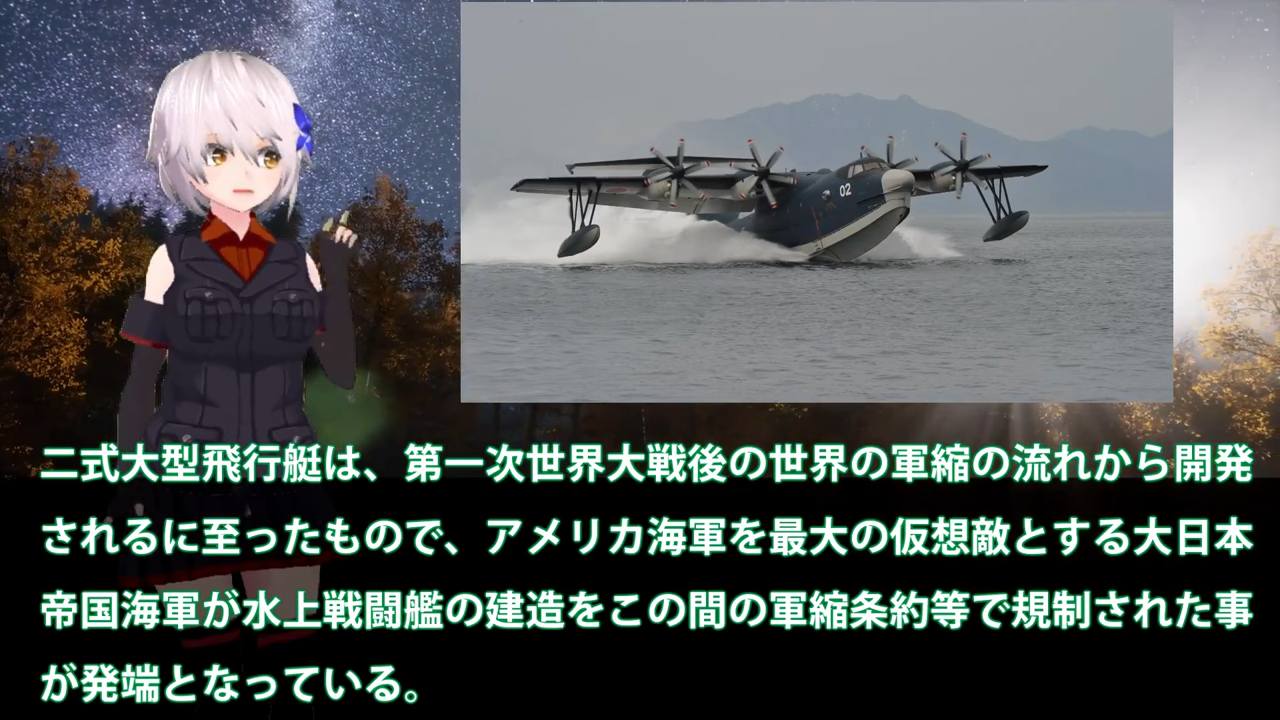 02
二式大型飛行艇は、第一次世界大戦後の世界の軍縮の流れから開発
されるに至ったもので、アメリカ海軍を最大の仮想敵とする大日本
帝国海軍が水上戦闘艦の建造をこの間の軍縮条約等で規制された事
が発端となっている。